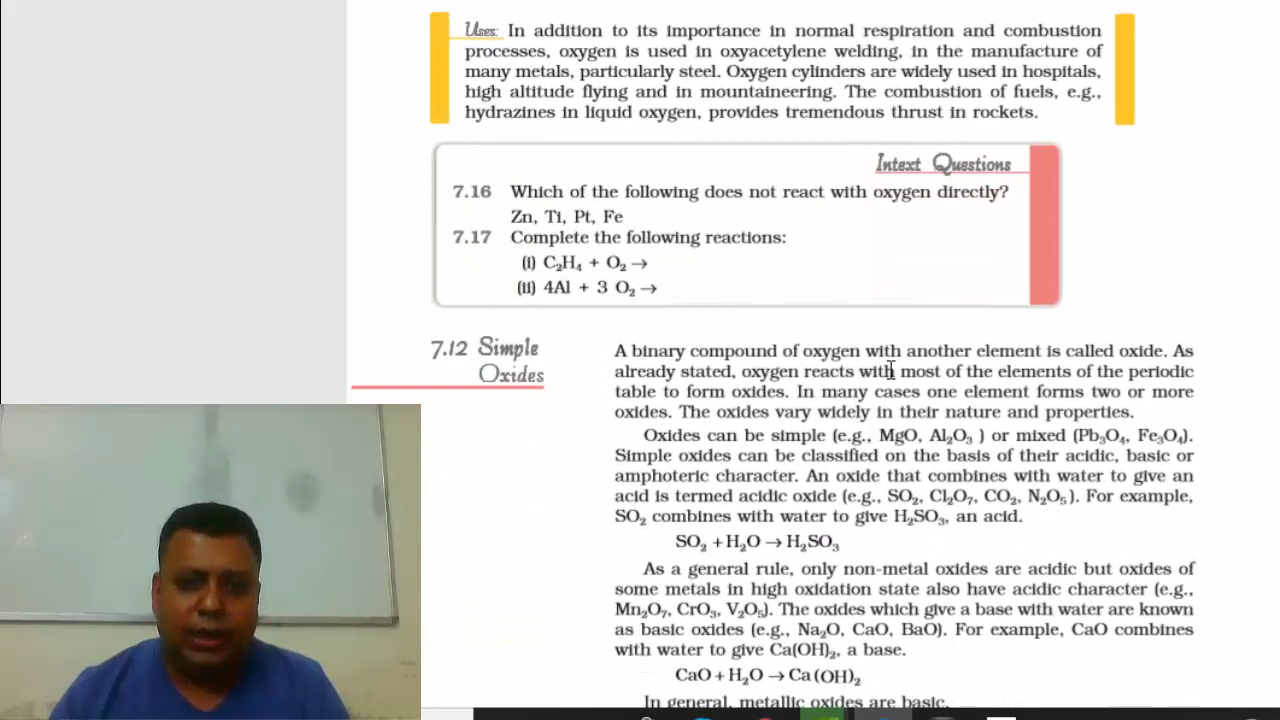 Uses: In addition to its importance in normal respiration and combustion
processes, oxygen is used in oxyacetylene welding, in the manufacture of
many metals, particularly steel. Oxygen cylinders are widely used in hospitals,
high altitude flying and in mountaineering. The combustion of fuels, e.g.,
hydrazines in liquid oxygen, provides tremendous thrust in rockets.
Intext Questions
7.16 Which of the following does not react with oxygen directly?
Zn, Ti, Pt, Fe
7.17 Complete the following reactions:
(i) C₂H₄ + O₂ →
(ii) 4Al + 3 O₂ →
7.12 Simple
Oxides
A binary compound of oxygen with another element is called oxide. As
already stated, oxygen reacts with most of the elements of the periodic
table to form oxides. In many cases one element forms two or more
oxides. The oxides vary widely in their nature and properties.
Oxides can be simple (e.g., MgO, Al₂O₃ ) or mixed (Pb₃O₄, Fe₃O₄).
Simple oxides can be classified on the basis of their acidic, basic or
amphoteric character. An oxide that combines with water to give an
acid is termed acidic oxide (e.g., SO₂, Cl₂O₇, CO₂, N₂O₅). For example,
SO₂ combines with water to give H₂SO₃, an acid.
SO₂ + H₂O → H₂SO₃
As a general rule, only non-metal oxides are acidic but oxides of
some metals in high oxidation state also have acidic character (e.g.,
Mn₂O₇, CrO₃, V₂O₅). The oxides which give a base with water are known
as basic oxides (e.g., Na₂O, CaO, BaO). For example, CaO combines
with water to give Ca(OH)₂, a base.
CaO + H₂O → Ca (OH)₂
In general, metallic oxides are basic.